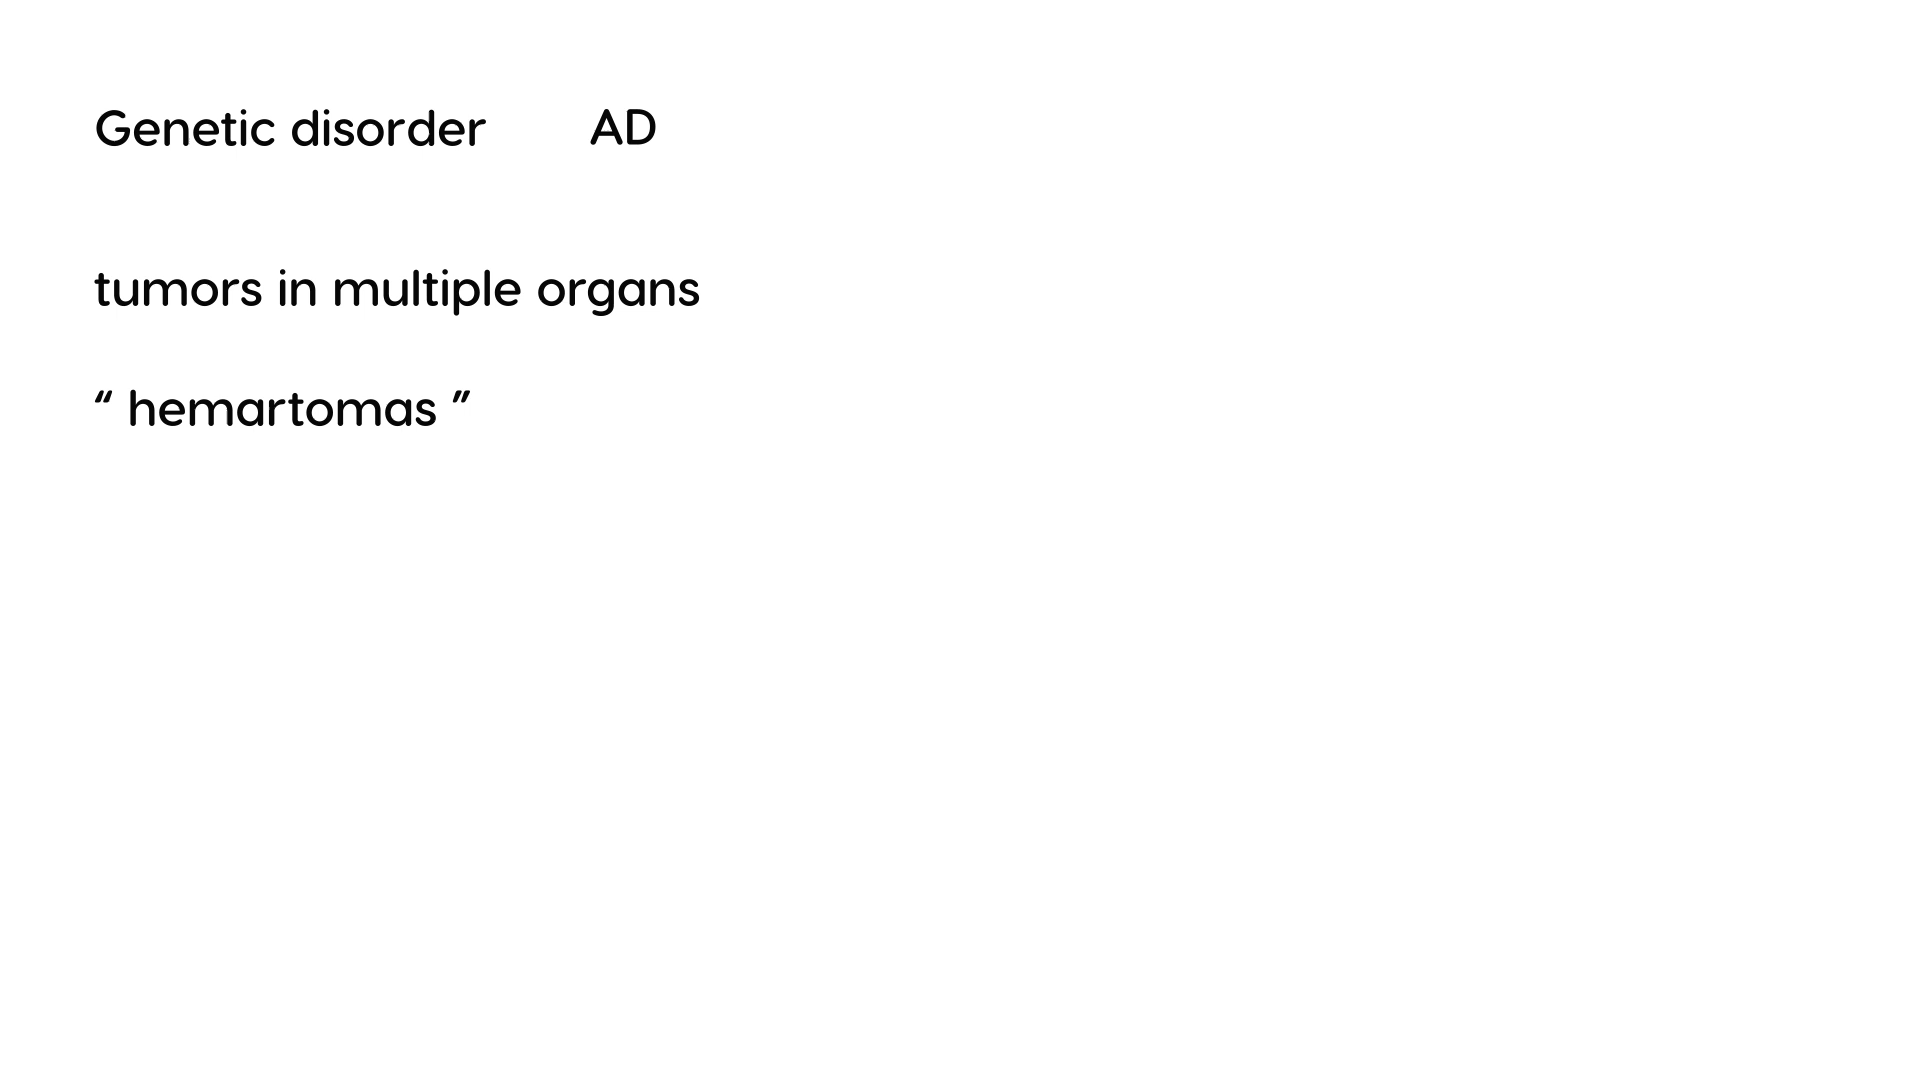 Genetic disorder AD
tumors in multiple organs
“ hemartomas ”